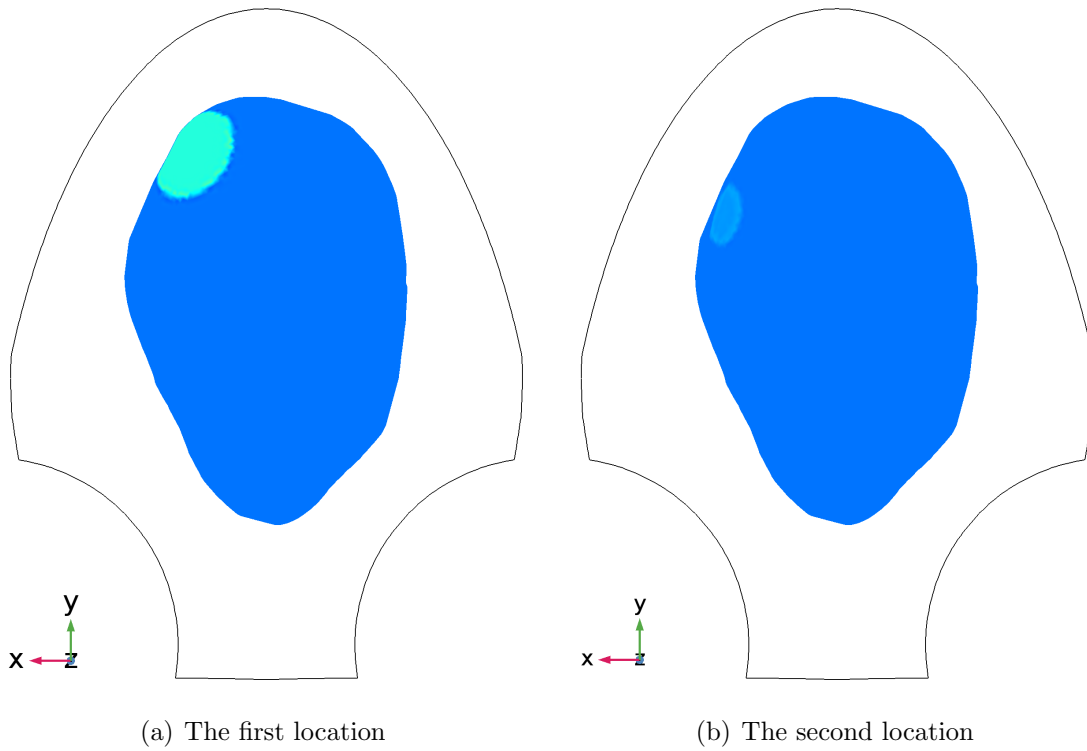 y
x z
y
x z
(a) The first location
(b) The second location